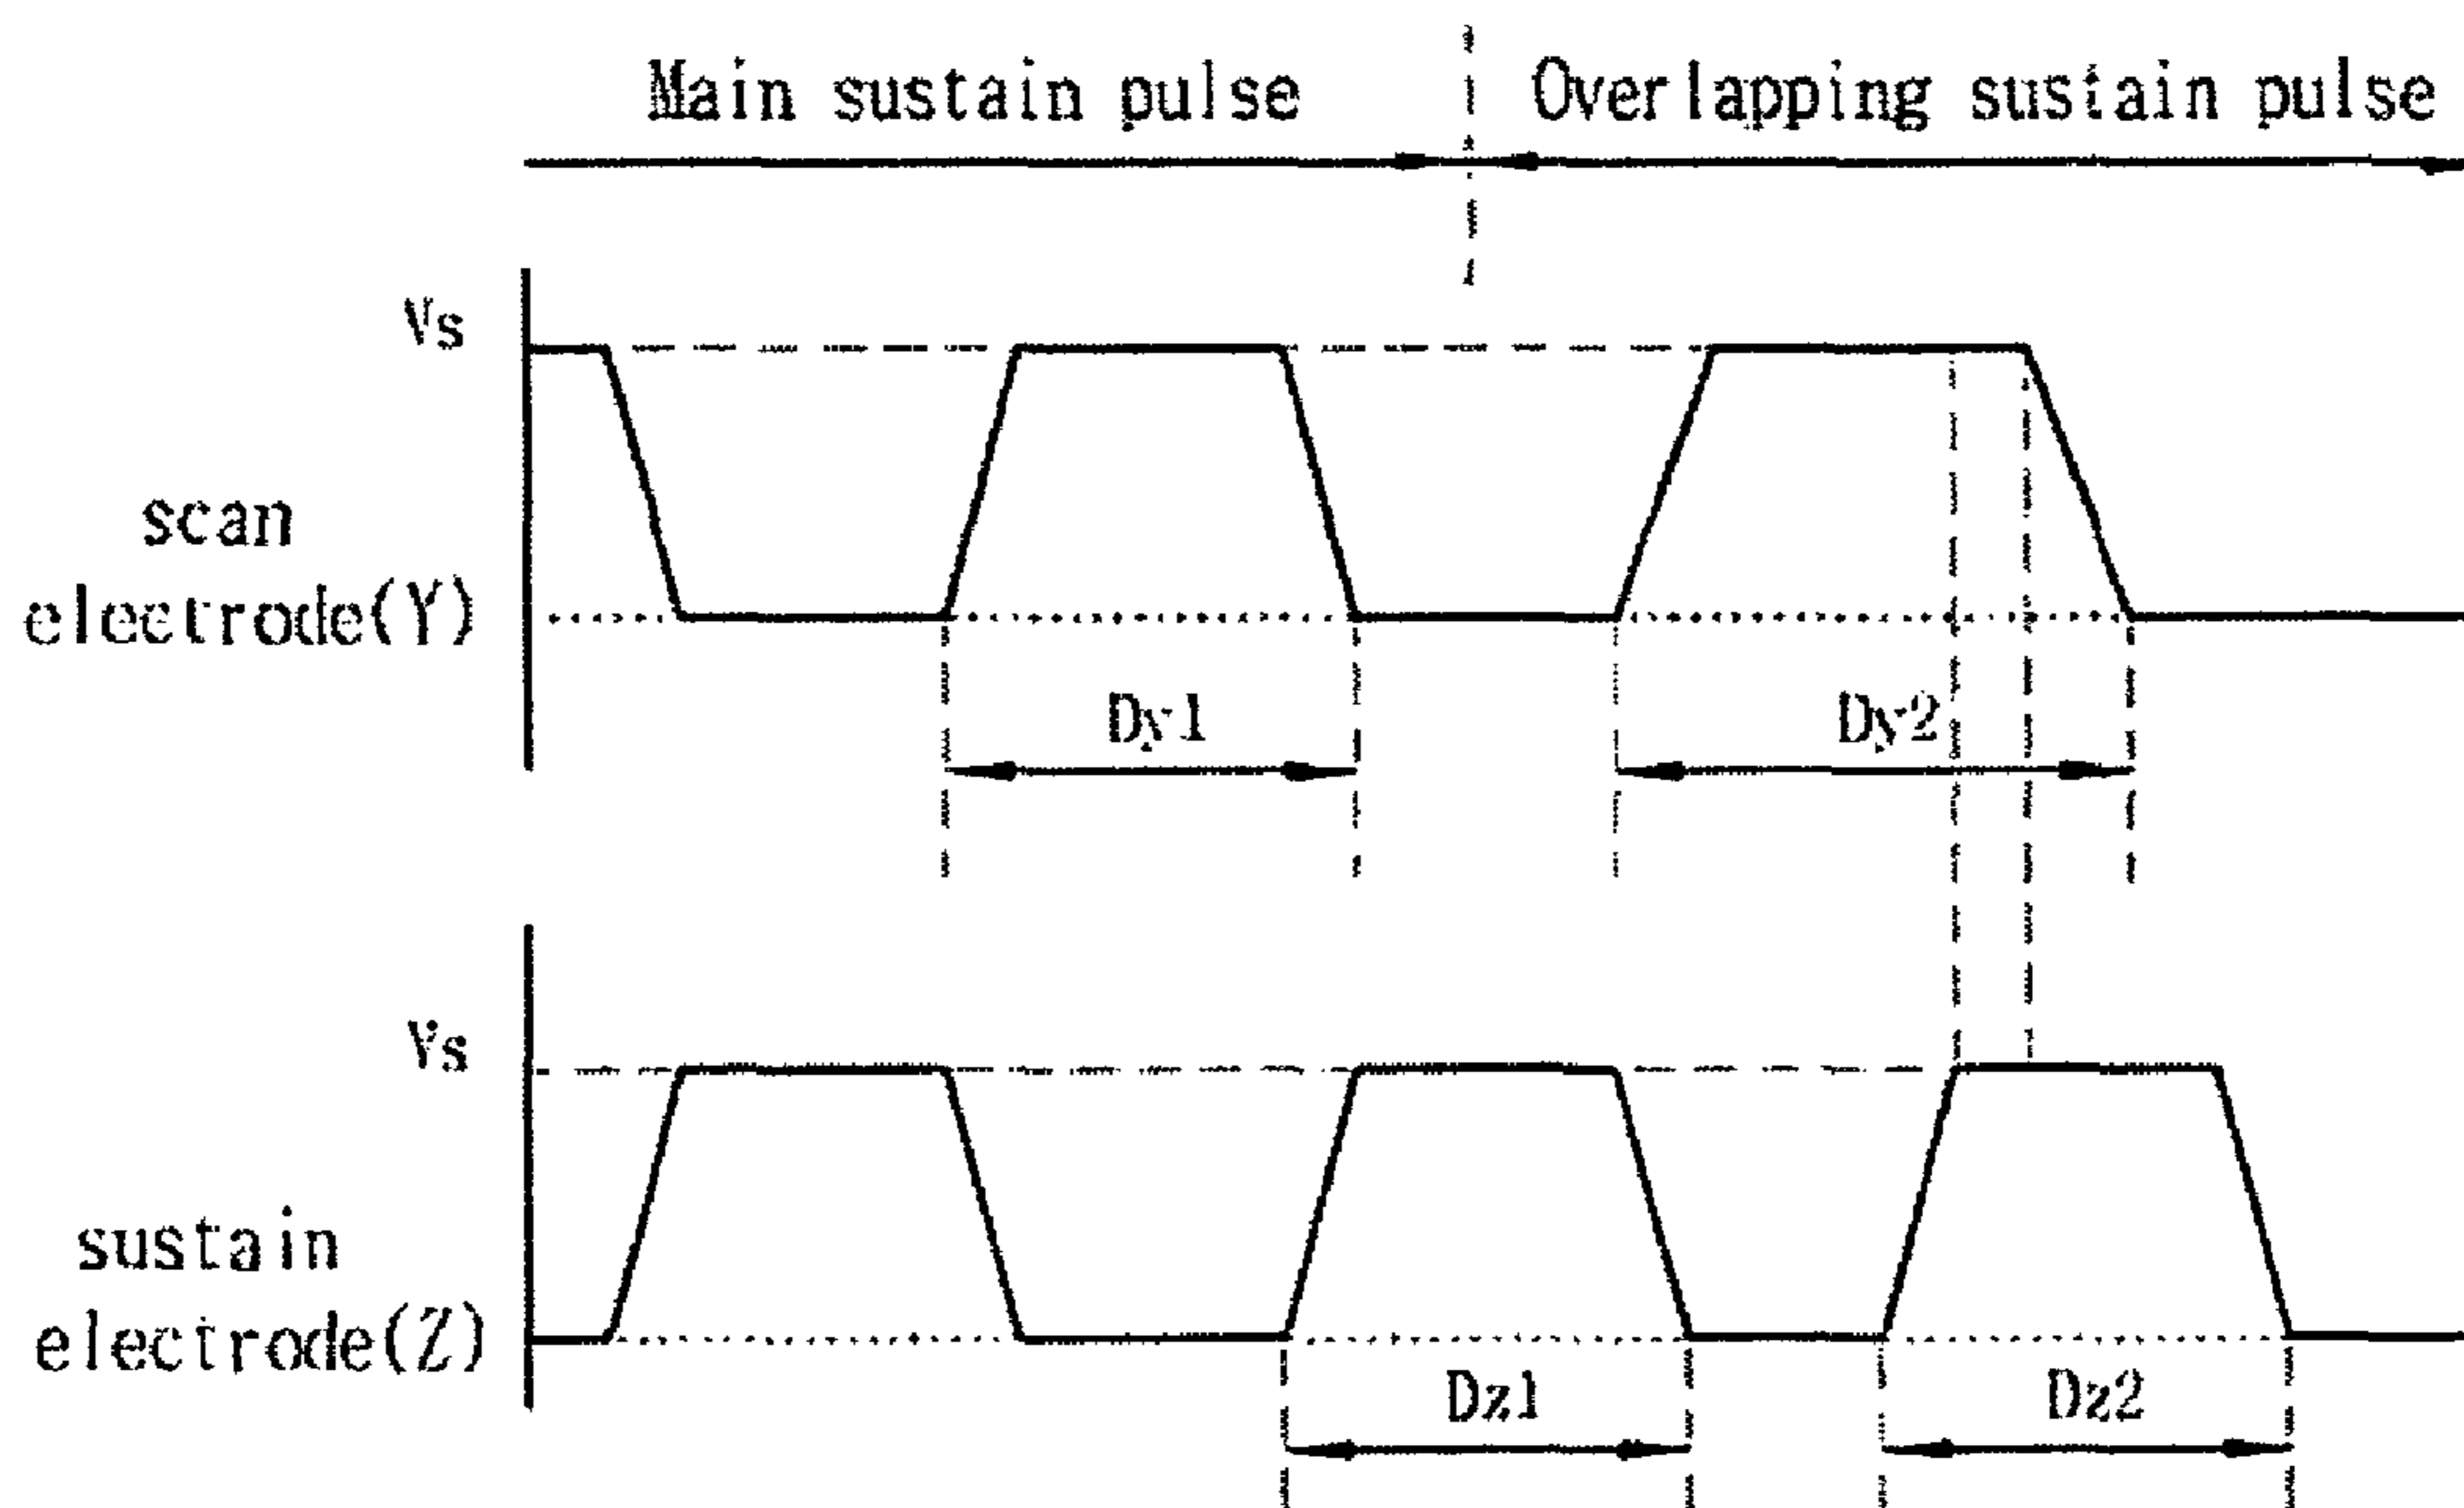 Main sustain pulse
Overlapping sustain pulse
Vs
scan
electrode(Y)
Dy1
Dy2
Vs
sustain
electrode(Z)
Dz1
Dz2